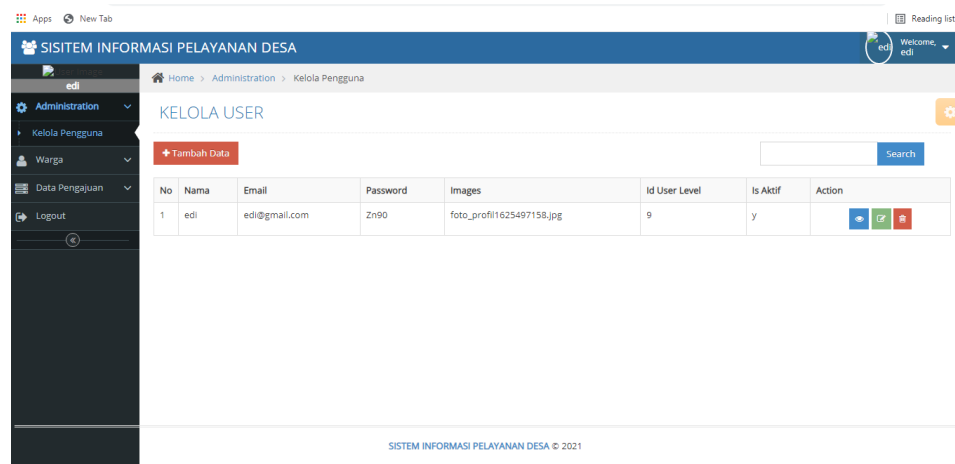 Apps New Tab Reading list
SISITEM INFORMASI PELAYANAN DESA edi Welcome, edi
edi
Home > Administration > Kelola Pengguna
Administration
Kelola Pengguna
Warga
Data Pengajuan
Logout
KELOLA USER
Tambah Data Search
No Nama Email Password Images Id User Level Is Aktif Action
1 edi edi@gmail.com Zn90 foto_profil1625497158.jpg 9 y
SISTEM INFORMASI PELAYANAN DESA © 2021